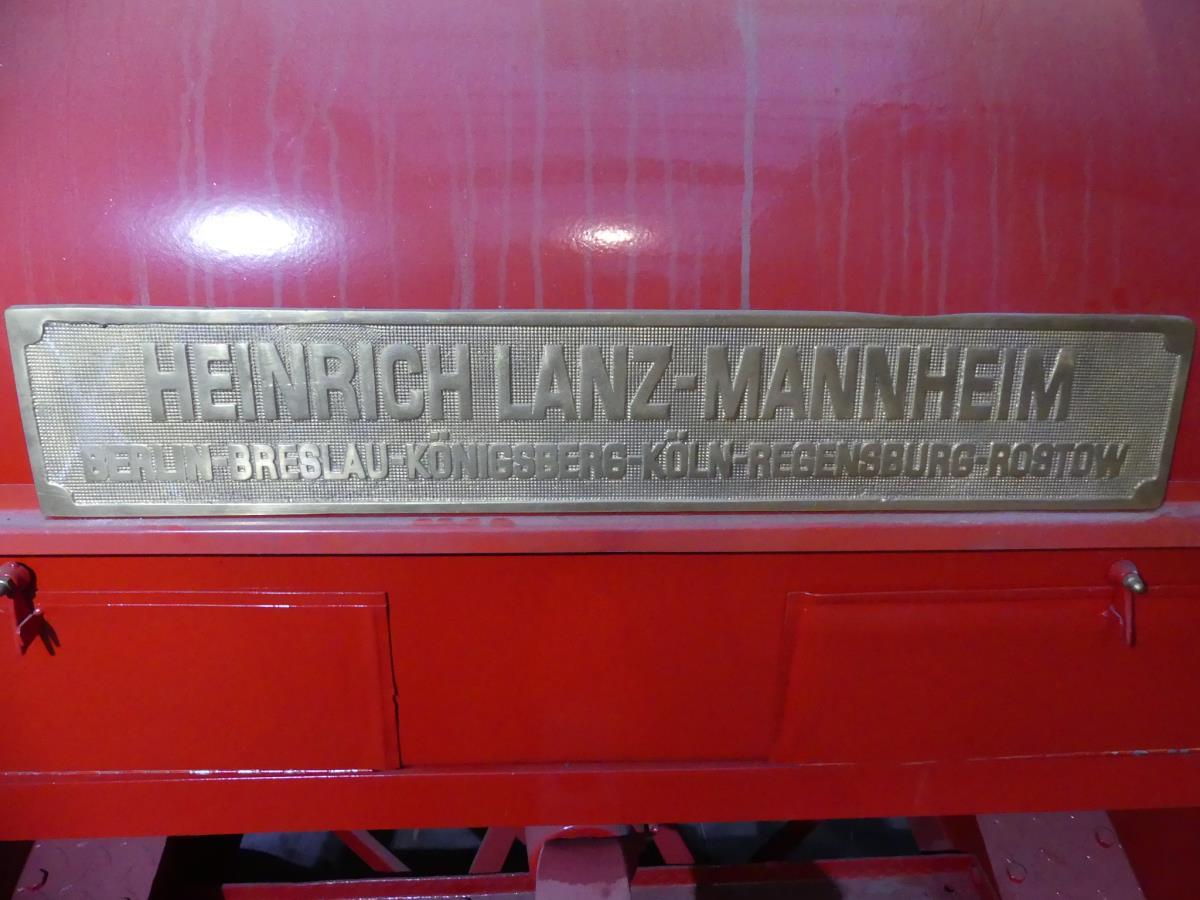 HEINRICH LANZ-MANNHEIM
BERLIN-BRESLAU-KÖNIGSBERG-KÖLN-REGENSBURG-ROSTOW